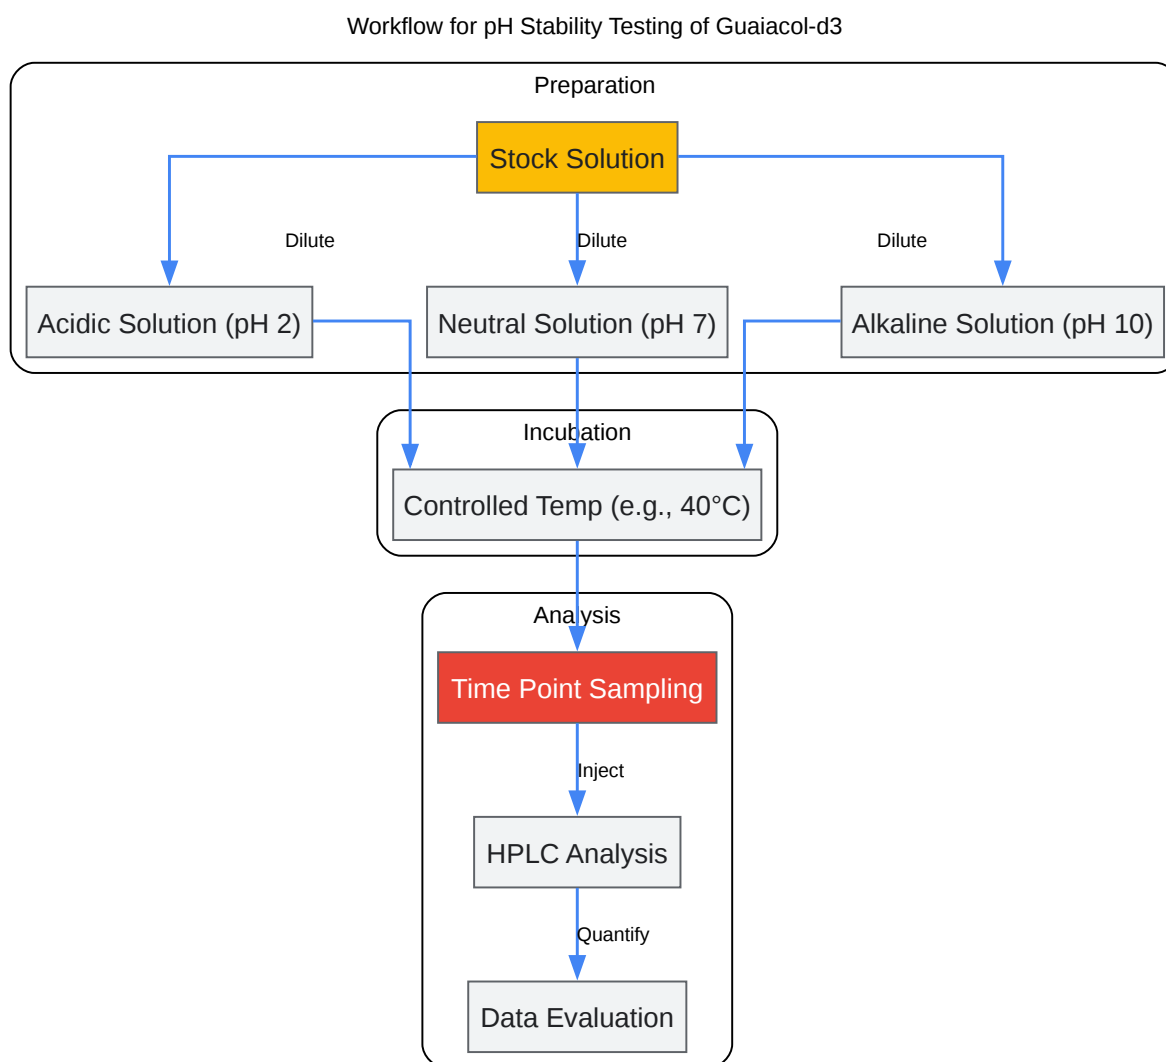 Workflow for pH Stability Testing of Guaiacol-d3
Preparation
Stock Solution
Dilute
Dilute
Dilute
Acidic Solution (pH 2)
Neutral Solution (pH 7)
Alkaline Solution (pH 10)
Incubation
Controlled Temp (e.g., 40°C)
Analysis
Time Point Sampling
Inject
HPLC Analysis
Quantify
Data Evaluation